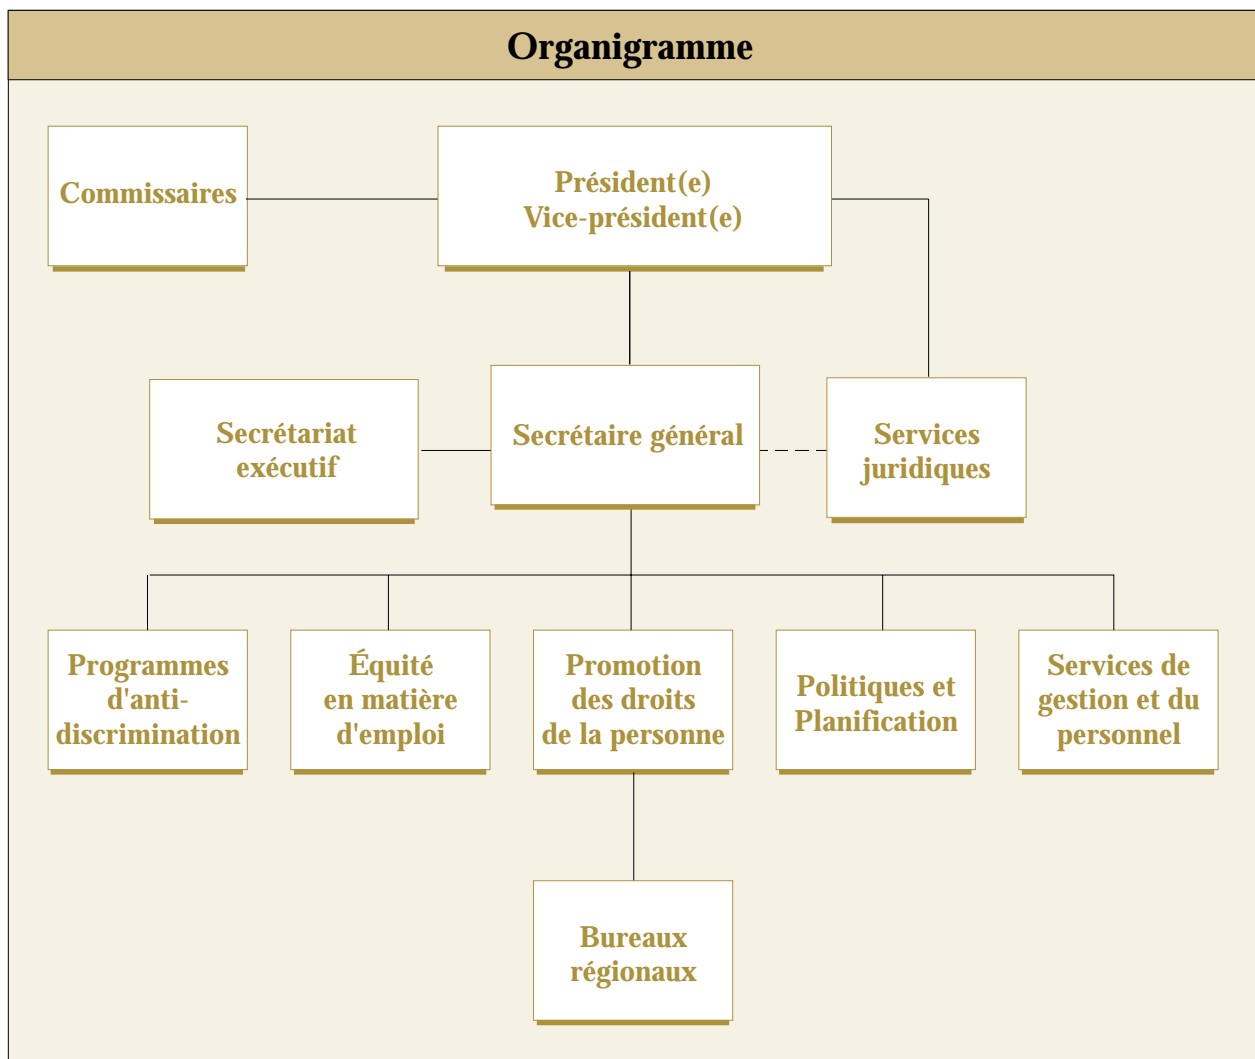 Organigramme
Commissaires
Président(e)
Vice-président(e)
Secrétariat
exécutif
Secrétaire général
Services
juridiques
Programmes
d'anti-
discrimination
Équité
en matière
d'emploi
Promotion
des droits
de la personne
Politiques et
Planification
Services de
gestion et du
personnel
Bureaux
régionaux